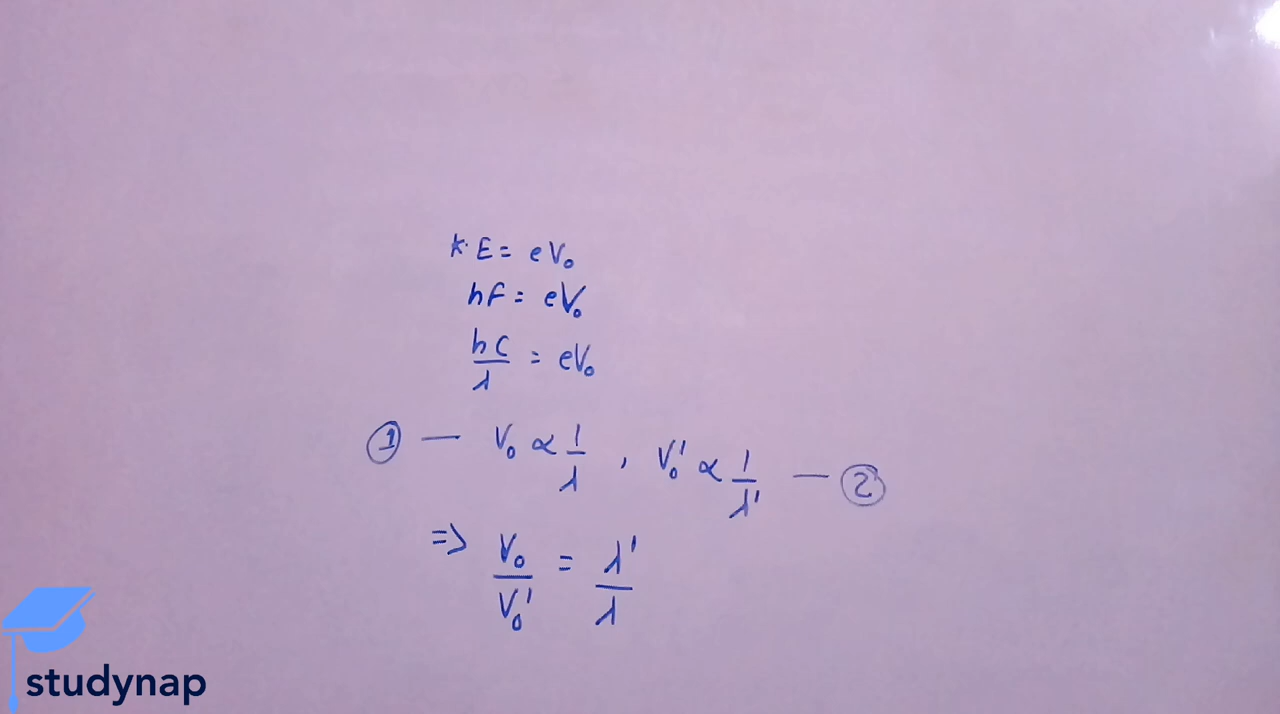 K.E = eV₀
hf = eV₀
hc/λ = eV₀
① — V₀ ∝ 1/λ , V₀' ∝ 1/λ' — ②
=> V₀/V₀' = λ'/λ
studynap